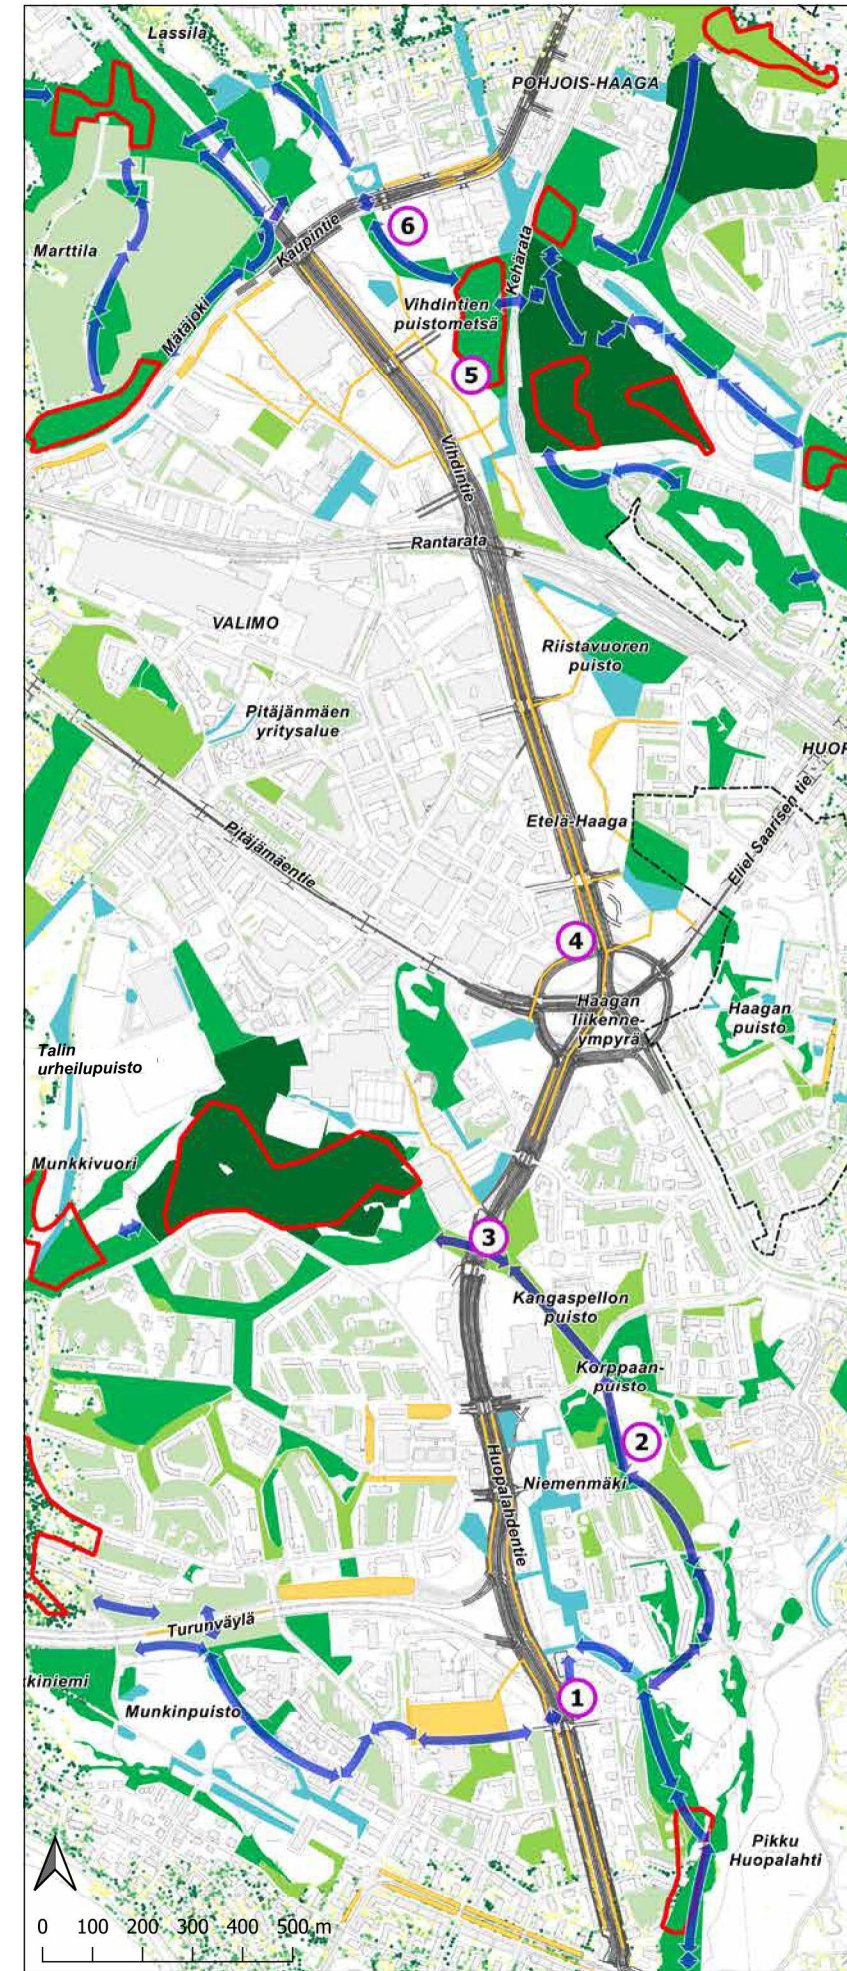 Lassila
POHJOIS-HAAGA
6
Kaupintie
Kehärata
Marttila
Mätäjoki
Vihdintien
puistometsä
5
Vihdintie
Rantarata
VALIMO
Riistavuoren
puisto
Pitäjänmäen
yritysalue
HUOP
Etelä-Haaga
Eliel Saarisen tie
Pitäjämäentie
4
Haagan
liikenne-
ympyrä
Haagan
puisto
Talin
urheilupuisto
Munkkivuori
3
Kangaspellon
puisto
Korppaan-
puisto
2
Niemenmäki
Huopalahdentie
Turunväylä
kkiniemi
1
Munkinpuisto
Pikku
Huopalahti
0 100 200 300 400 500 m